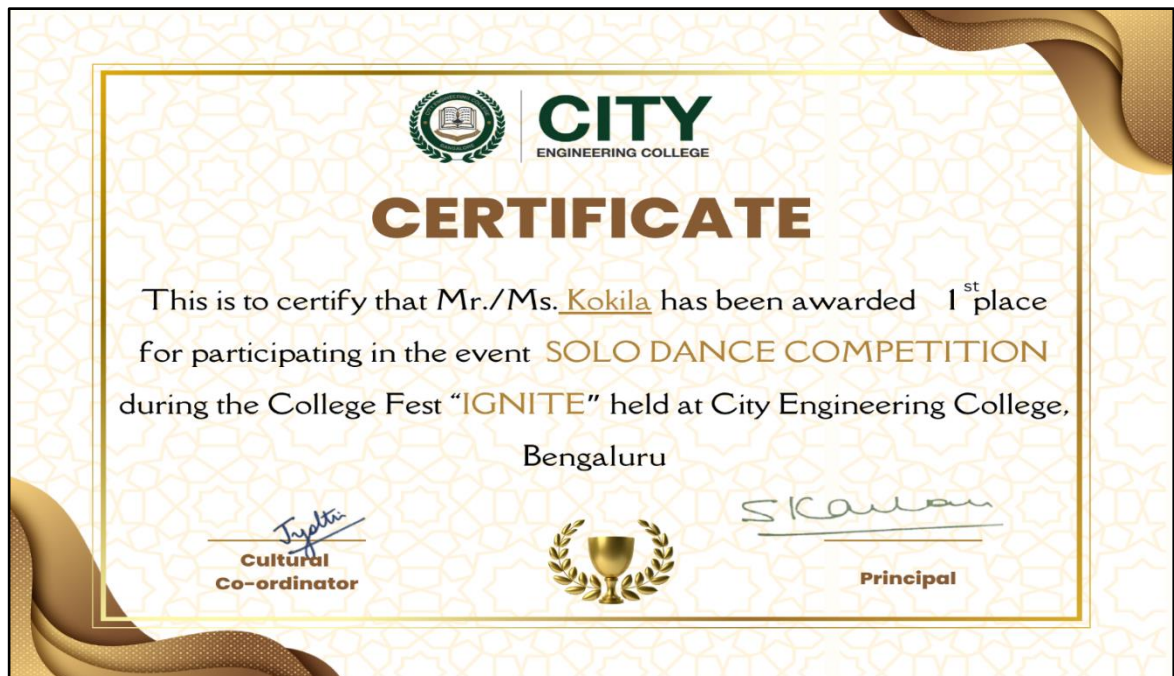 CITY
ENGINEERING COLLEGE
CERTIFICATE
This is to certify that Mr./Ms. Kokila has been awarded 1st place
for participating in the event SOLO DANCE COMPETITION
during the College Fest “IGNITE" held at City Engineering College,
Bengaluru
Jyothi
Cultural
Co-ordinator
Principal